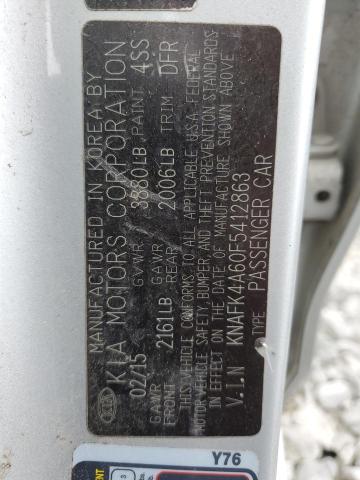 MANUFACTURED IN KOREA BY
KIA KIA MOTORS CORPORATION
02/15 GVWR 3880LB PAINT 4SS
GAWR FRONT 2161LB GAWR REAR 2006LB TRIM DFR
THIS VEHICLE CONFORMS TO ALL APPLICABLE U.S.A. FEDERAL
MOTOR VEHICLE SAFETY, BUMPER, AND THEFT PREVENTION STANDARDS
IN EFFECT ON THE DATE OF MANUFACTURE SHOWN ABOVE
V.I.N KNAFK4A60F5412863
TYPE PASSENGER CAR
Y76